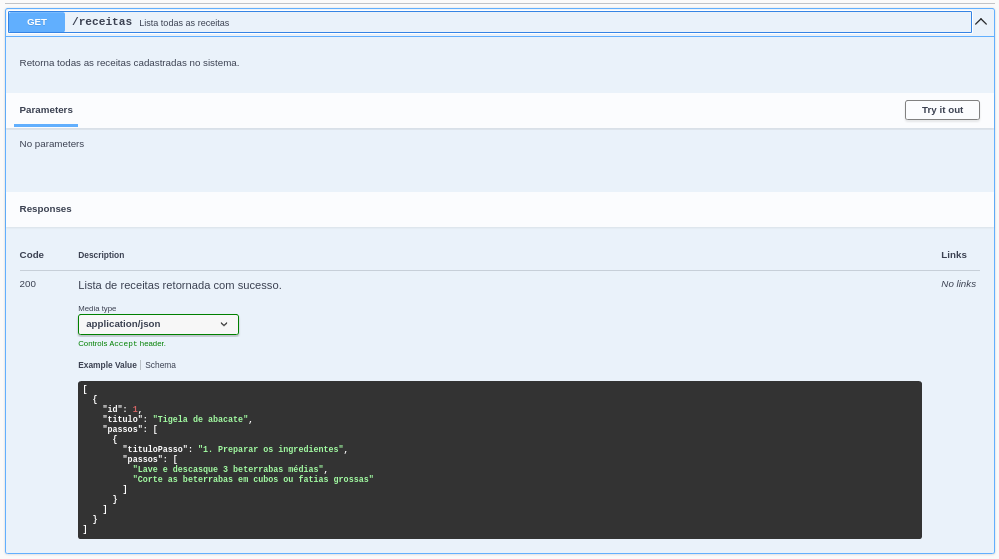 GET /receitas Lista todas as receitas
Retorna todas as receitas cadastradas no sistema.
Parameters Try it out
No parameters
Responses
Code Description Links
200 Lista de receitas retornada com sucesso. No links
Media type
application/json
Controls Accept header.
Example Value Schema
[
  {
    "id": 1,
    "titulo": "Tigela de abacate",
    "passos": [
      {
        "tituloPasso": "1. Preparar os ingredientes",
        "passos": [
          "Lave e descasque 3 beterrabas médias",
          "Corte as beterrabas em cubos ou fatias grossas"
        ]
      }
    ]
  }
]